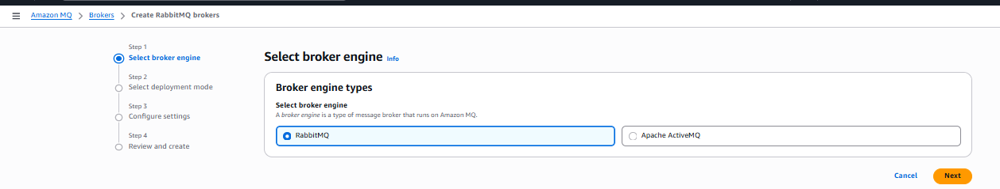 Amazon MQ > Brokers > Create RabbitMQ brokers
Step 1
Select broker engine
Step 2
Select deployment mode
Step 3
Configure settings
Step 4
Review and create
Select broker engine Info
Broker engine types
Select broker engine
A broker engine is a type of message broker that runs on Amazon MQ.
RabbitMQ
Apache ActiveMQ
Cancel
Next